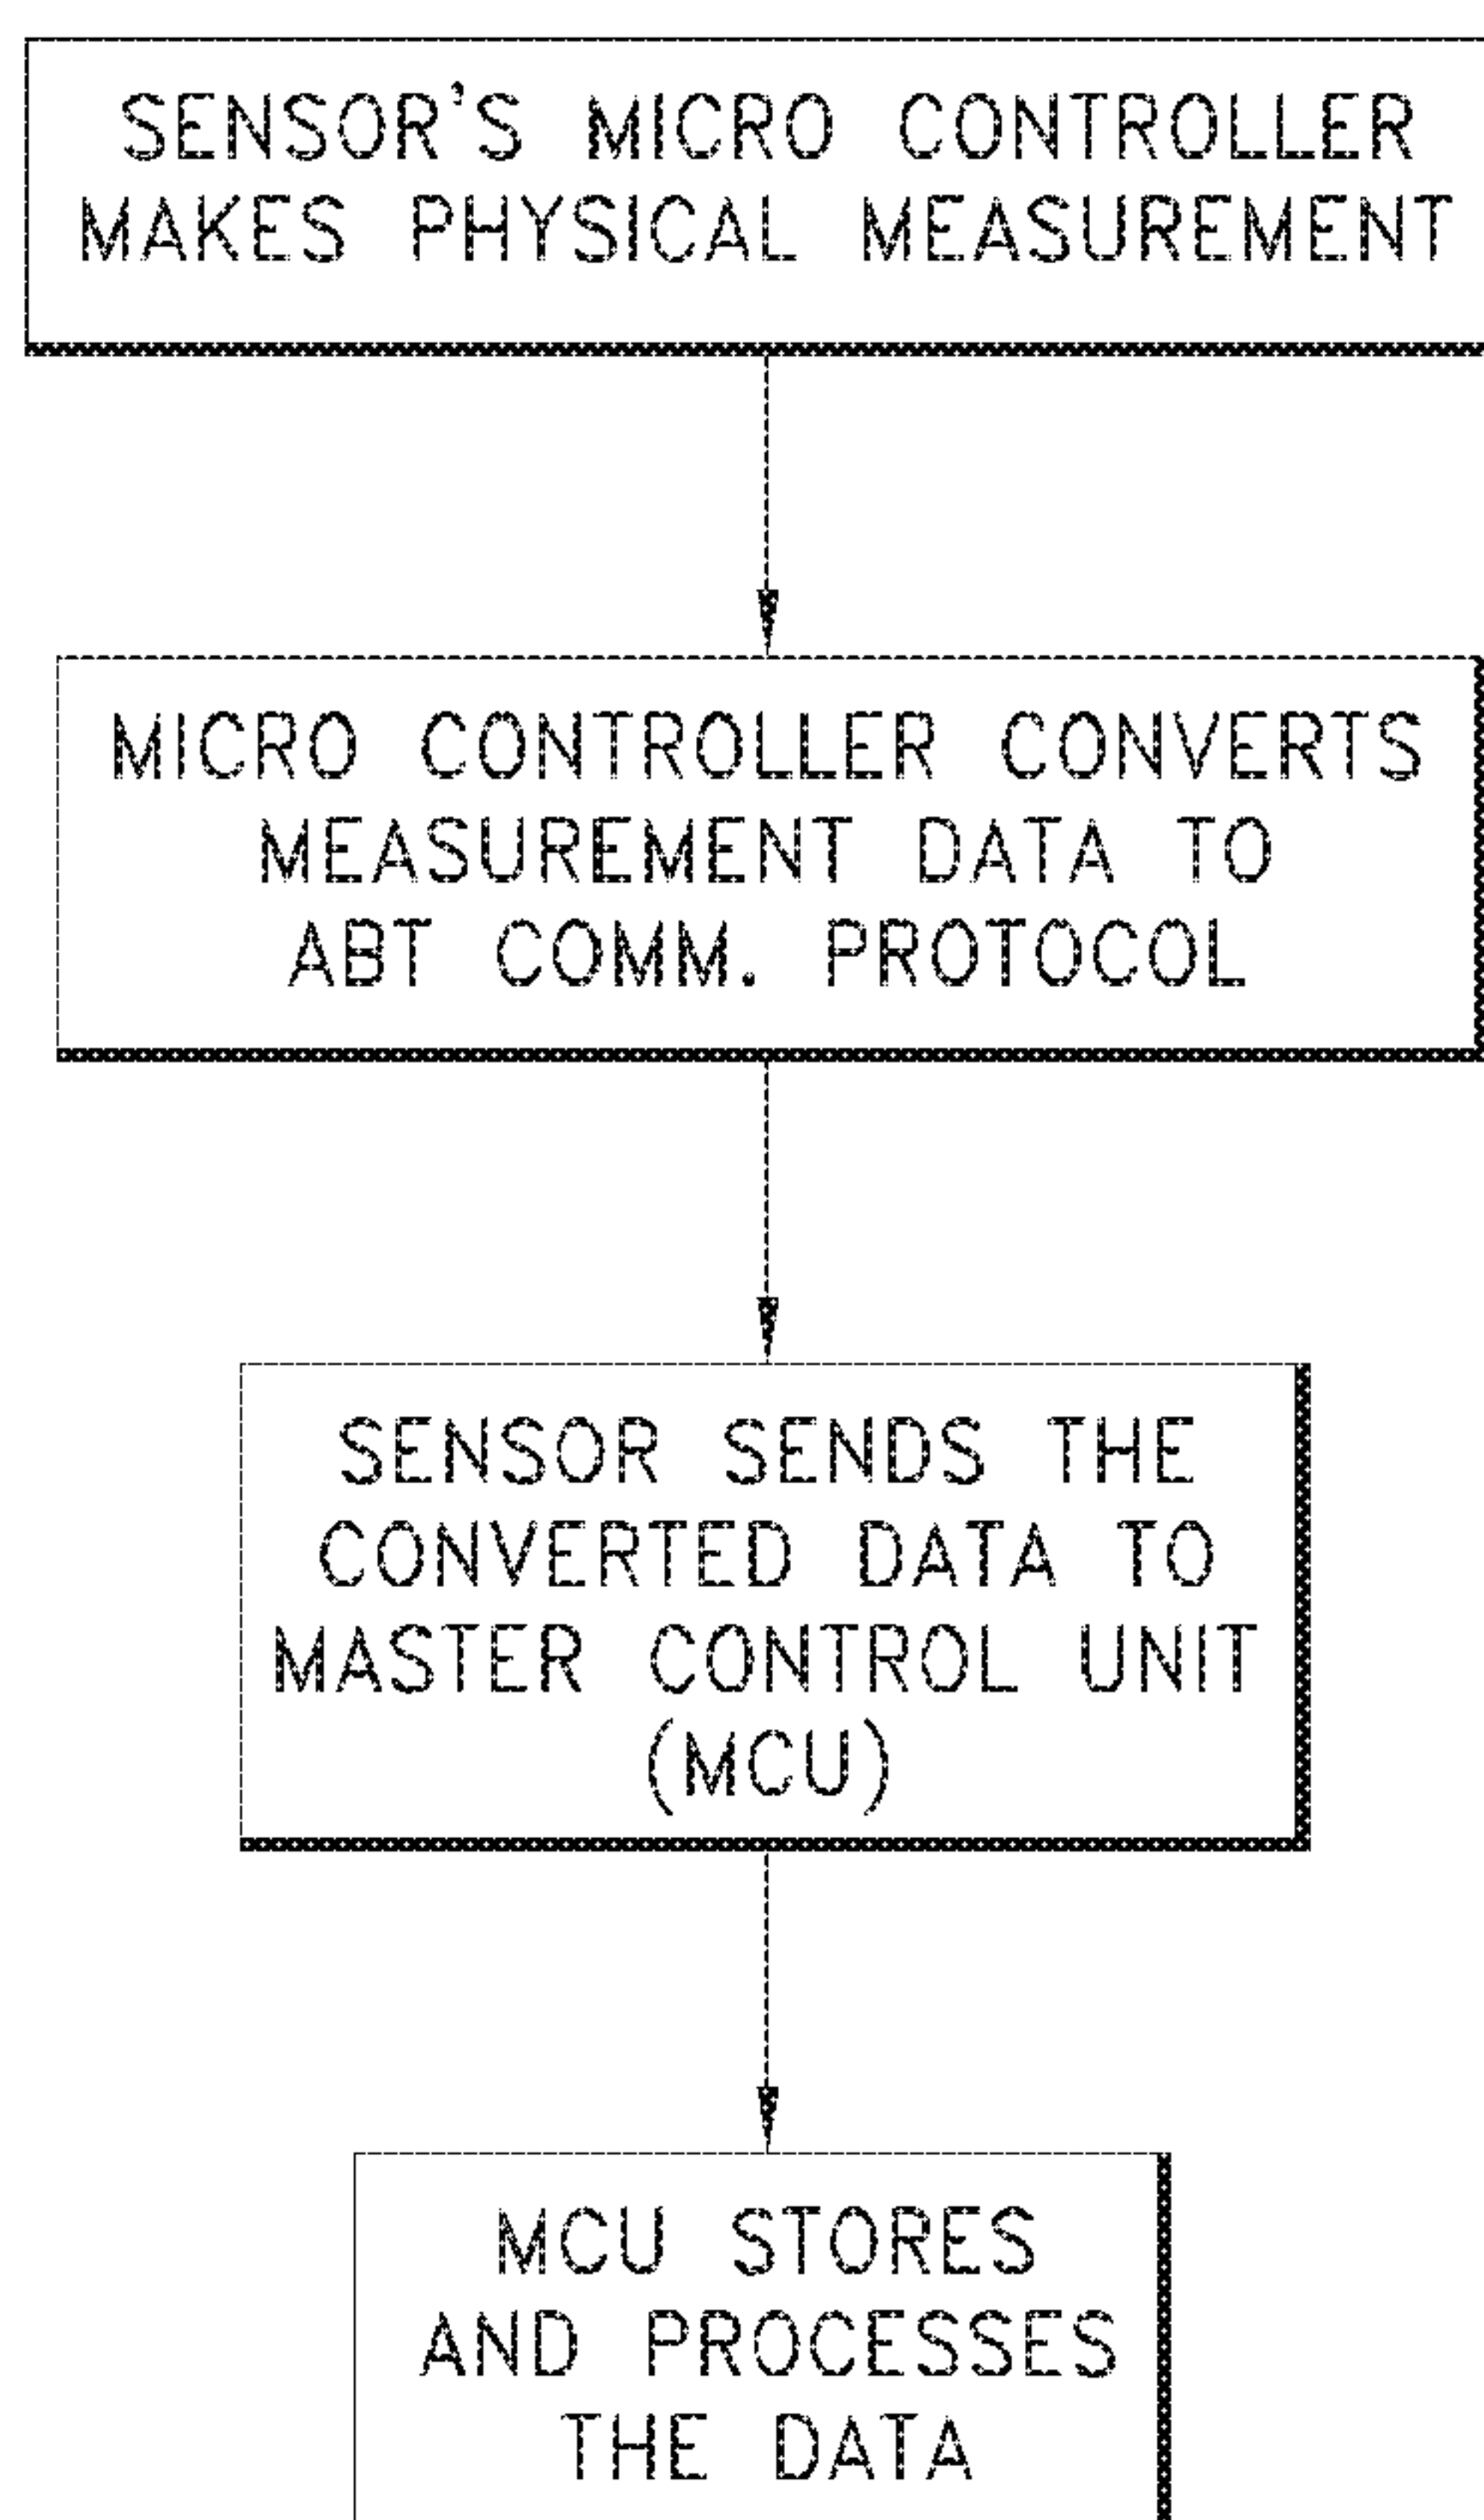 SENSOR'S MICRO CONTROLLER
MAKES PHYSICAL MEASUREMENT
MICRO CONTROLLER CONVERTS
MEASUREMENT DATA TO
ABT COMM. PROTOCOL
SENSOR SENDS THE
CONVERTED DATA TO
MASTER CONTROL UNIT
(MCU)
MCU STORES
AND PROCESSES
THE DATA